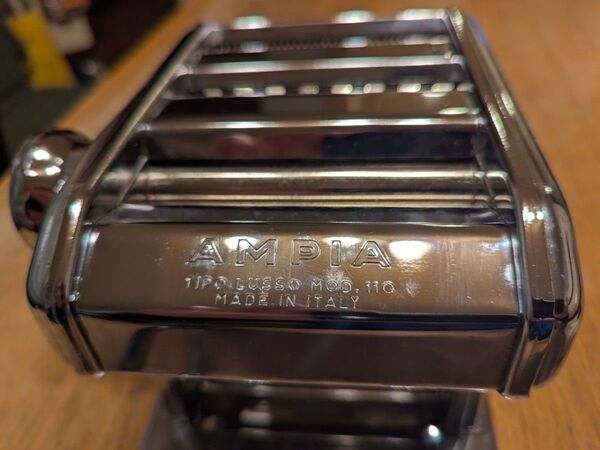 AMPIA
TIPO LUSSO MOD. 110
MADE IN ITALY